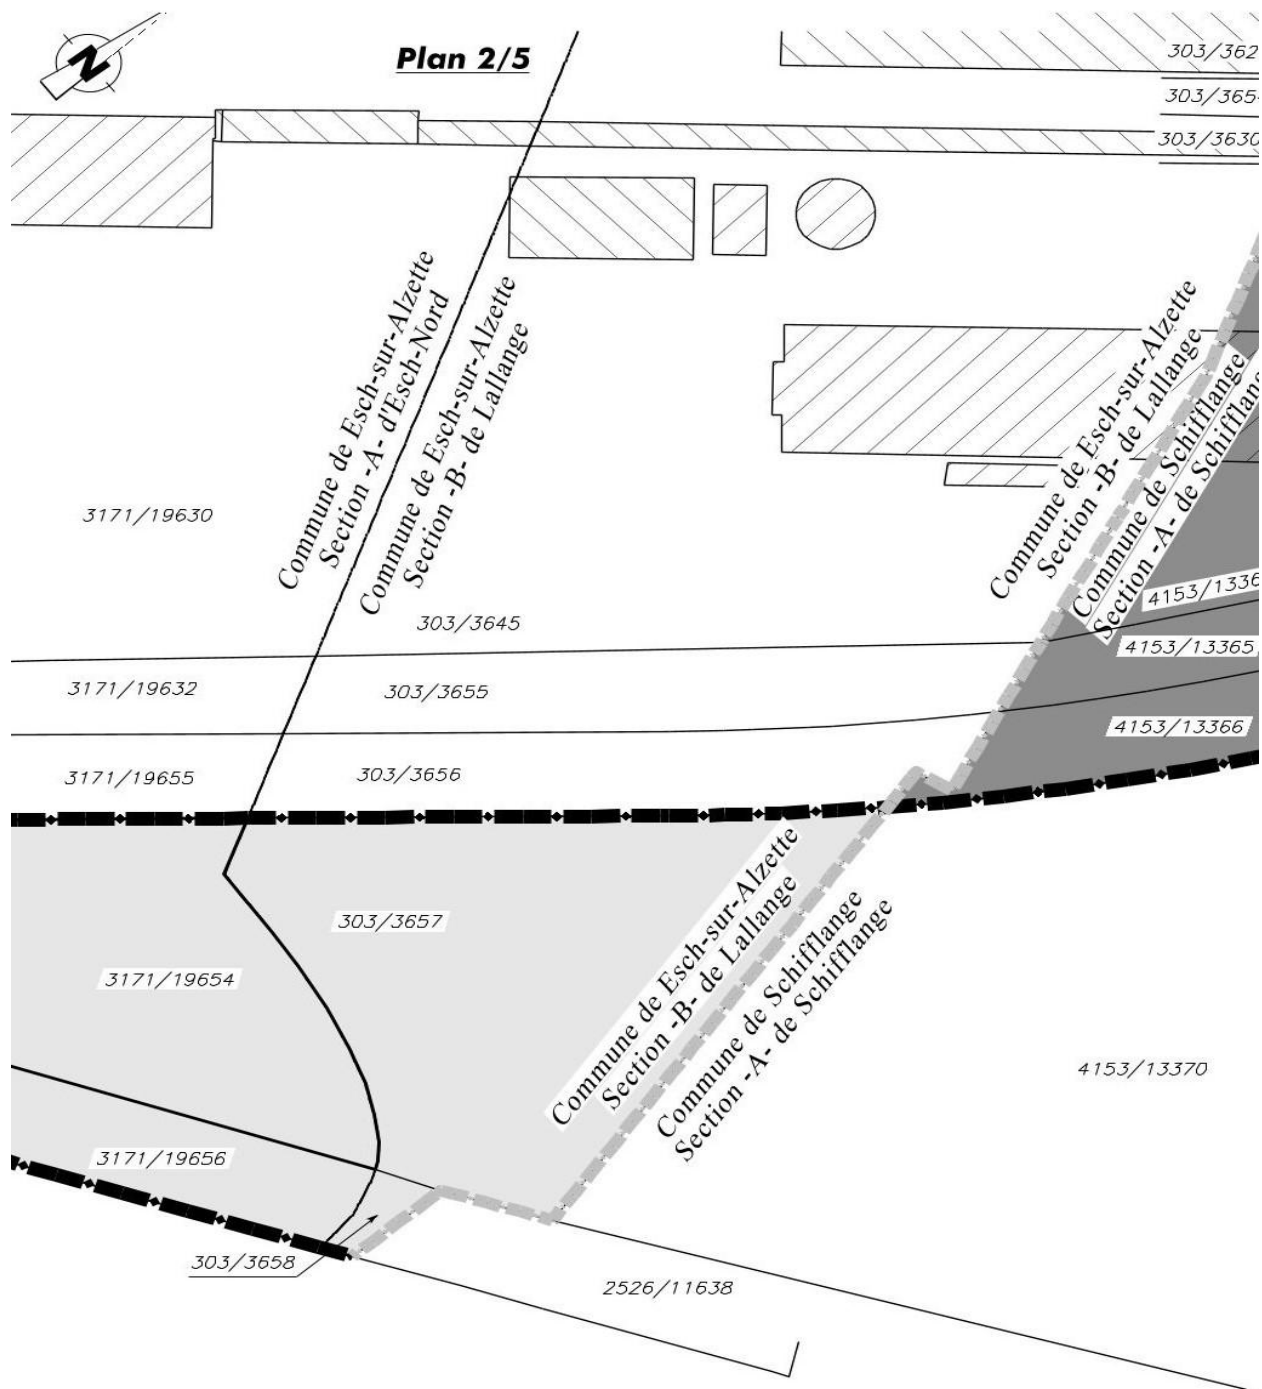 N
Plan 2/5
303/362
303/365
303/3630
Commune de Esch-sur-Alzette
Section -A- d'Esch-Nord
Commune de Esch-sur-Alzette
Section -B- de Lallange
Commune de Esch-sur-Alzette
Section -B- de Lallange
Commune de Schifflange
Section -A- de Schifflang
3171/19630
303/3645
4153/1336
4153/13365
3171/19632
303/3655
4153/13366
3171/19655
303/3656
Commune de Esch-sur-Alzette
Section -B- de Lallange
Commune de Schifflange
Section -A- de Schifflange
303/3657
3171/19654
4153/13370
3171/19656
303/3658
2526/11638